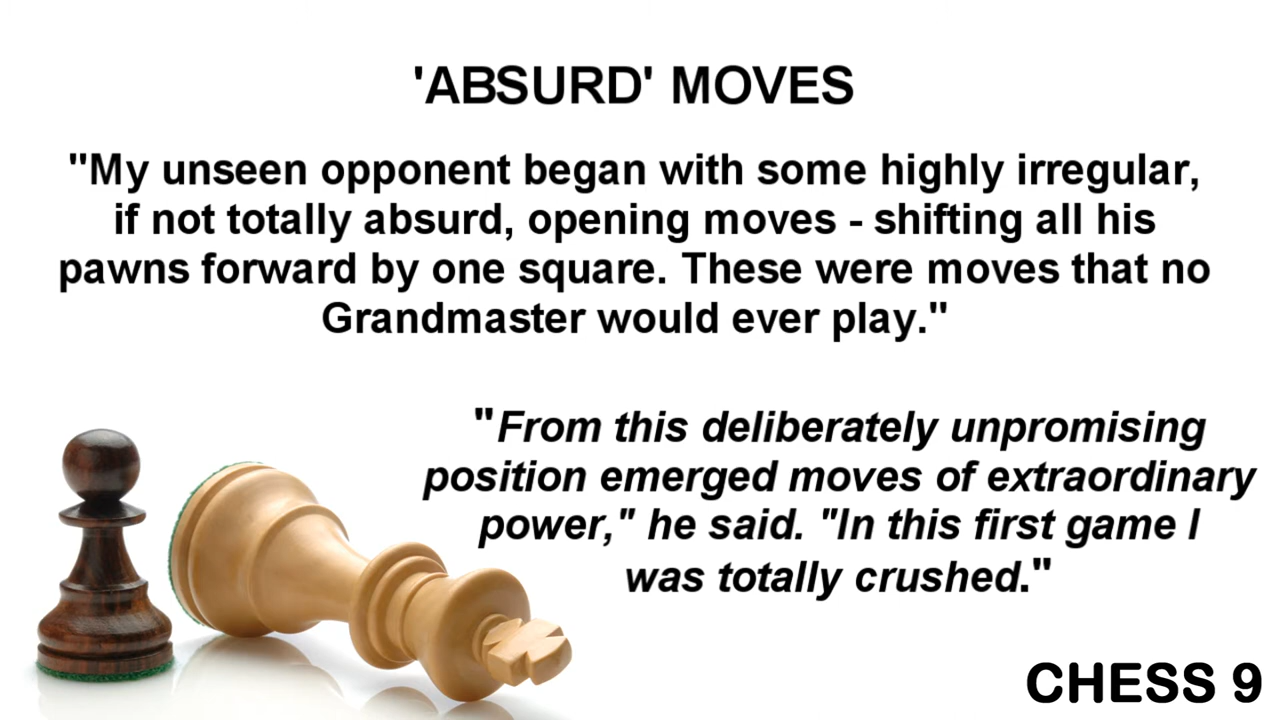 'ABSURD' MOVES
"My unseen opponent began with some highly irregular,
if not totally absurd, opening moves - shifting all his
pawns forward by one square. These were moves that no
Grandmaster would ever play."
"From this deliberately unpromising
position emerged moves of extraordinary
power," he said. "In this first game I
was totally crushed."
CHESS 9